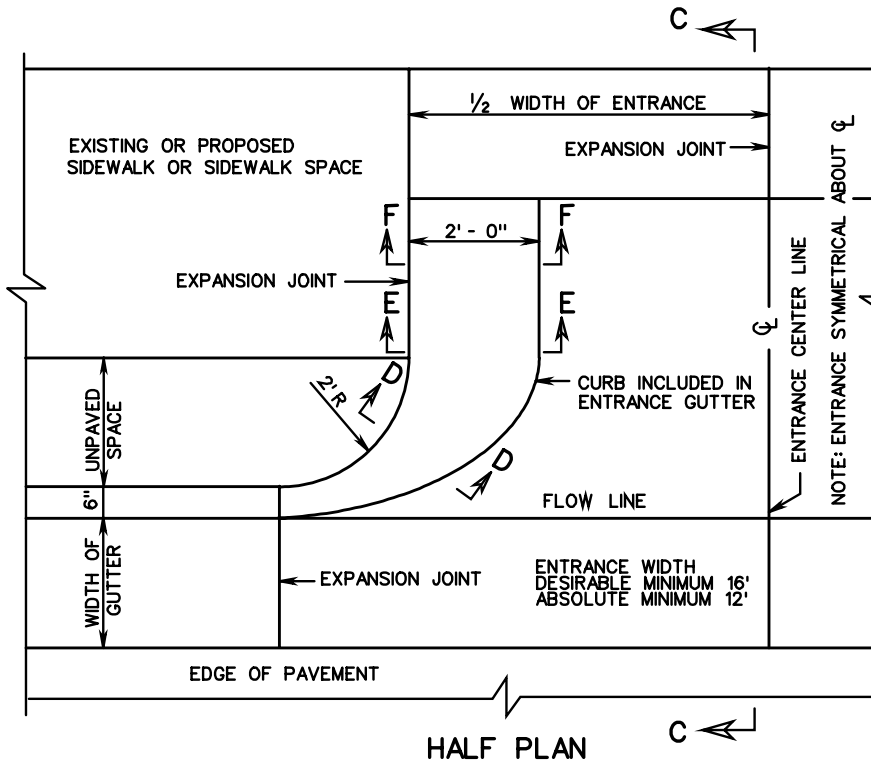 C
½ WIDTH OF ENTRANCE
EXISTING OR PROPOSED
SIDEWALK OR SIDEWALK SPACE
EXPANSION JOINT
F
F
2' - 0"
EXPANSION JOINT
E
E
D
2'R
CURB INCLUDED IN
ENTRANCE GUTTER
D
UNPAVED
SPACE
6"
FLOW LINE
WIDTH OF
GUTTER
EXPANSION JOINT
ENTRANCE WIDTH
DESIRABLE MINIMUM 16'
ABSOLUTE MINIMUM 12'
℄
ENTRANCE CENTER LINE
NOTE: ENTRANCE SYMMETRICAL ABOUT ℄
EDGE OF PAVEMENT
C
HALF PLAN